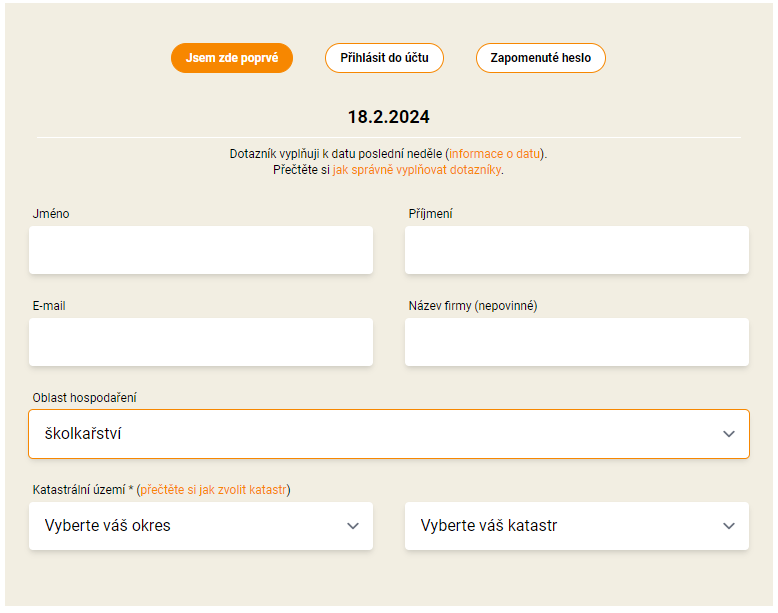 Jsem zde poprvé
Přihlásit do účtu
Zapomenuté heslo
18.2.2024
Dotazník vyplňuji k datu poslední neděle (informace o datu).
Přečtěte si jak správně vyplňovat dotazníky.
Jméno
Příjmení
E-mail
Název firmy (nepovinné)
Oblast hospodaření
školkařství
Katastrální území * (přečtěte si jak zvolit katastr)
Vyberte váš okres
Vyberte váš katastr